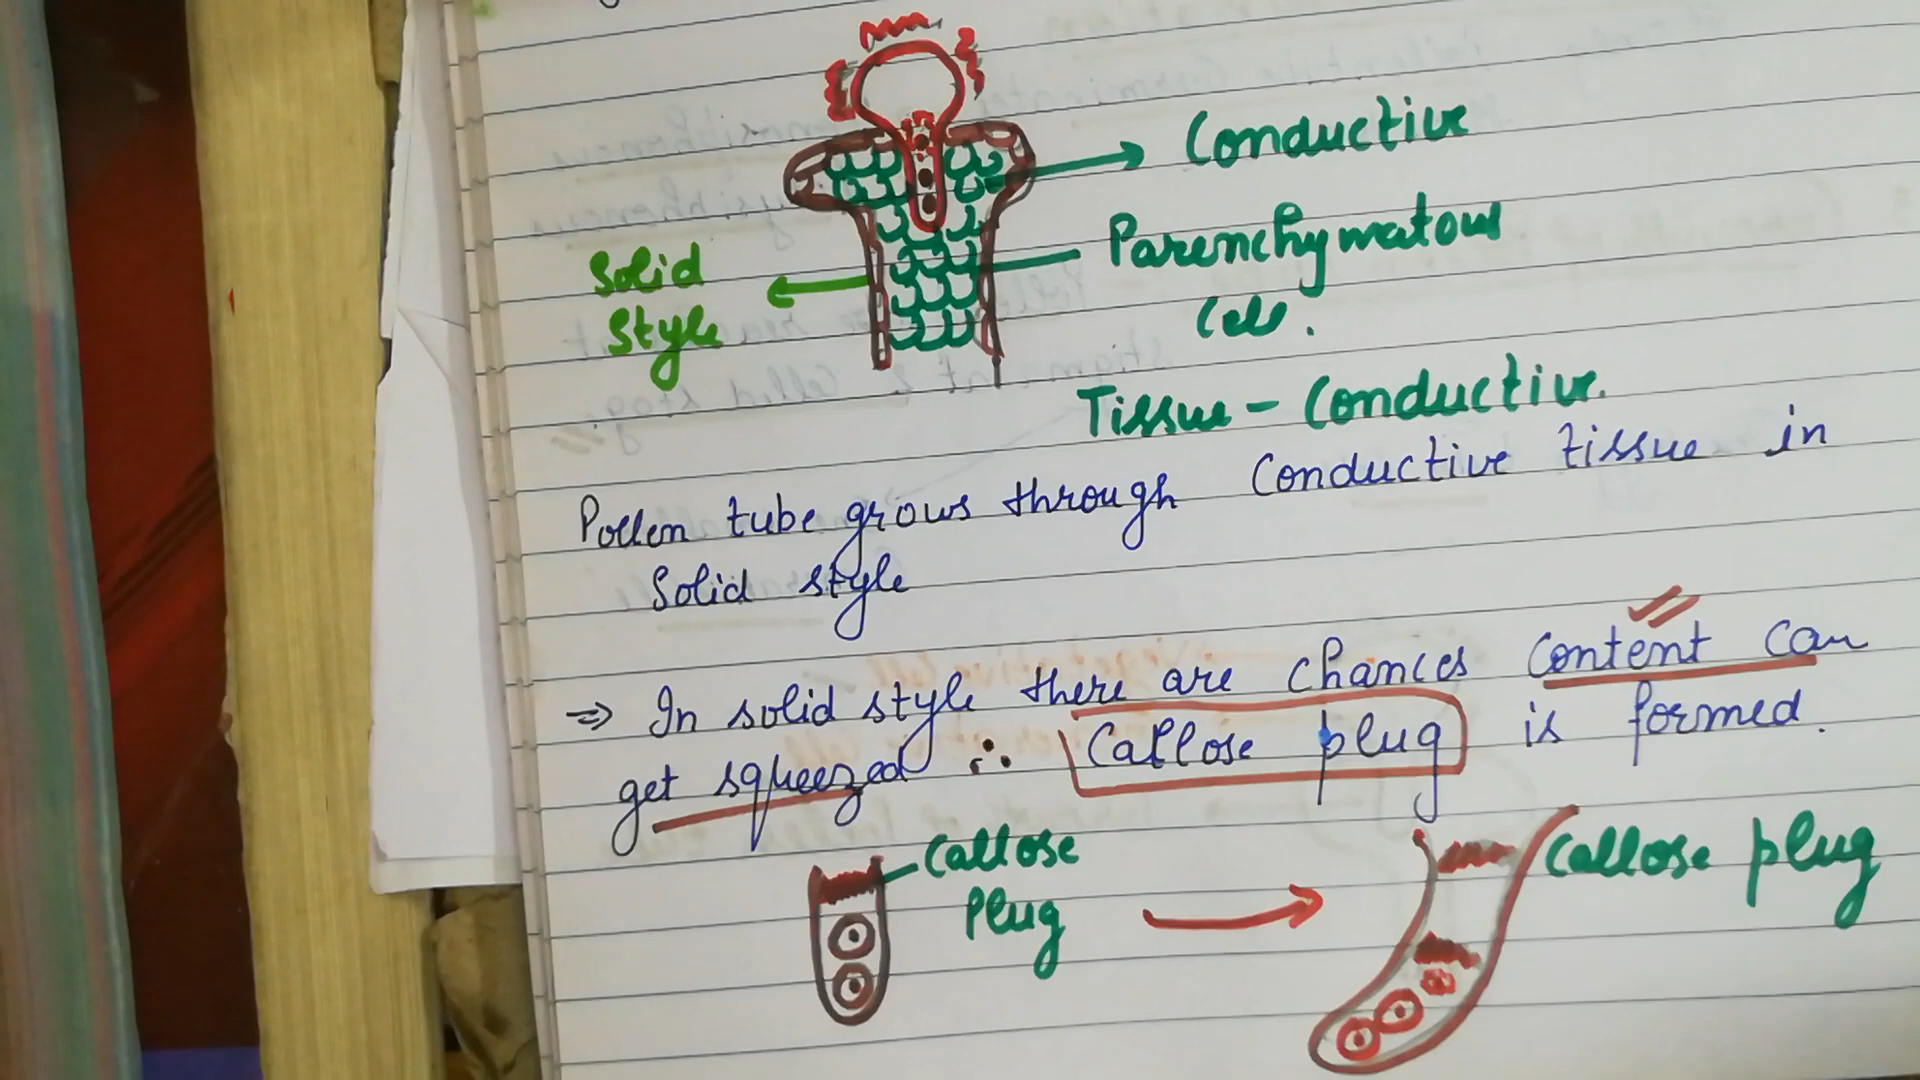 Conductive
Parenchymatous
Cells.
Solid
Style
Tissue - Conductive.
Pollen tube grows through Conductive tissue in
Solid style
⇒ In solid style there are chances Content can
get squeezed ∴ Callose plug is formed.
Callose
Plug
Callose plug